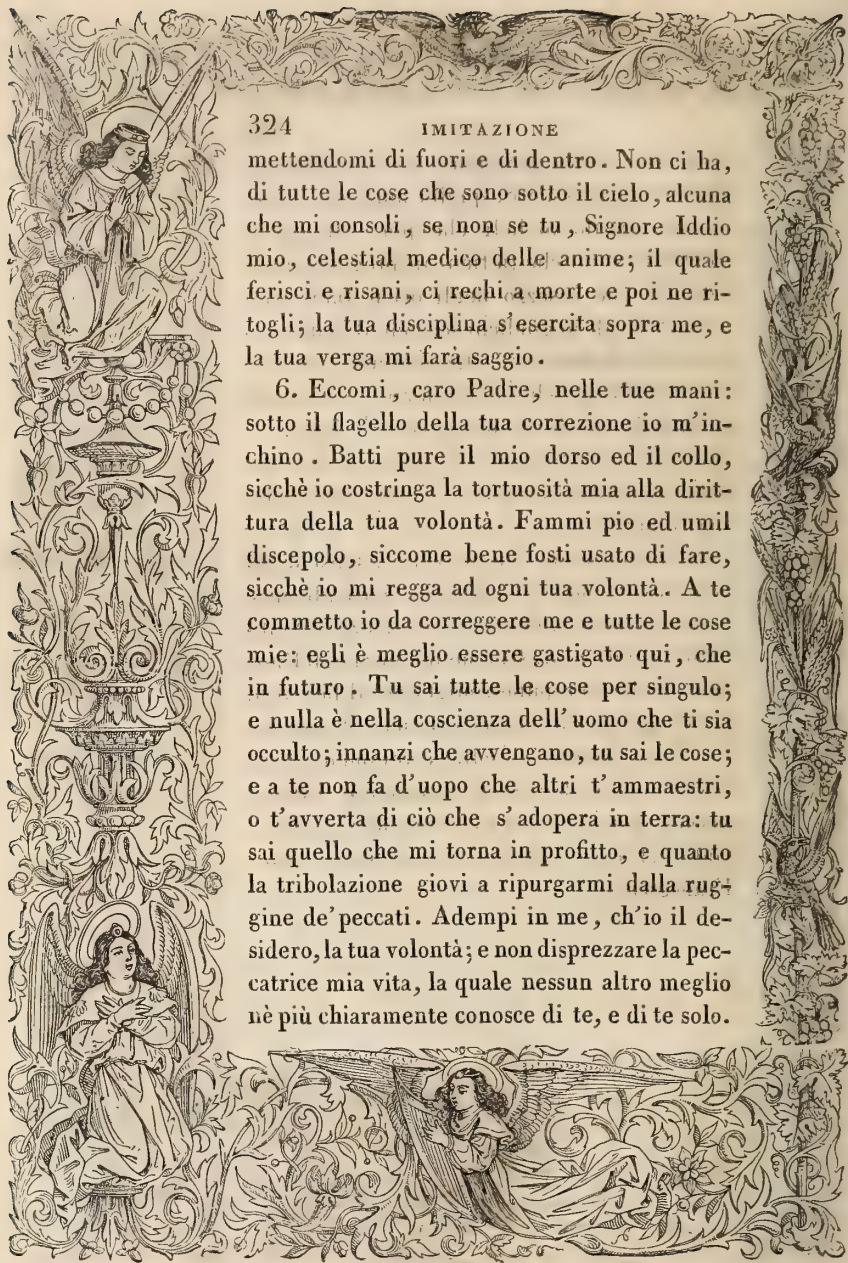 324 IMITAZIONE
mettendomi di fuori e di dentro. Non ci ha,
di tutte le cose che sono sotto il cielo, alcuna
che mi consoli, se non se tu, Signore Iddio
mio, celestial medico delle anime; il quale
ferisci e risani, ci rechi a morte e poi ne ri-
togli; la tua disciplina s'esercita sopra me, e
la tua verga mi farà saggio.
6. Eccomi, caro Padre, nelle tue mani:
sotto il flagello della tua correzione io m'in-
chino. Batti pure il mio dorso ed il collo,
sicchè io costringa la tortuosità mia alla dirit-
tura della tua volontà. Fammi pio ed umil
discepolo, siccome bene fosti usato di fare,
sicchè io mi regga ad ogni tua volontà. A te
commetto io da correggere me e tutte le cose
mie: egli è meglio essere gastigato qui, che
in futuro. Tu sai tutte le cose per singulo;
e nulla è nella coscienza dell'uomo che ti sia
occulto; innanzi che avvengano, tu sai le cose;
e a te non fa d'uopo che altri t'ammaestri,
o t'avverta di ciò che s'adopera in terra: tu
sai quello che mi torna in profitto, e quanto
la tribolazione giovi a ripurgarmi dalla rug-
gine de'peccati. Adempi in me, ch'io il de-
sidero, la tua volontà; e non disprezzare la pec-
catrice mia vita, la quale nessun altro meglio
nè più chiaramente conosce di te, e di te solo.